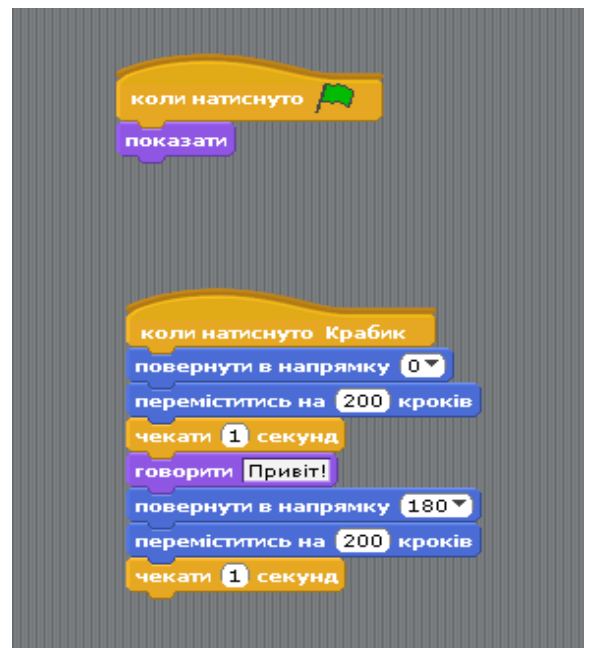 коли натиснуто
показати
коли натиснуто Крабик
повернути в напрямку 0
переміститись на 200 кроків
чекати 1 секунд
говорити Привіт!
повернути в напрямку 180
переміститись на 200 кроків
чекати 1 секунд